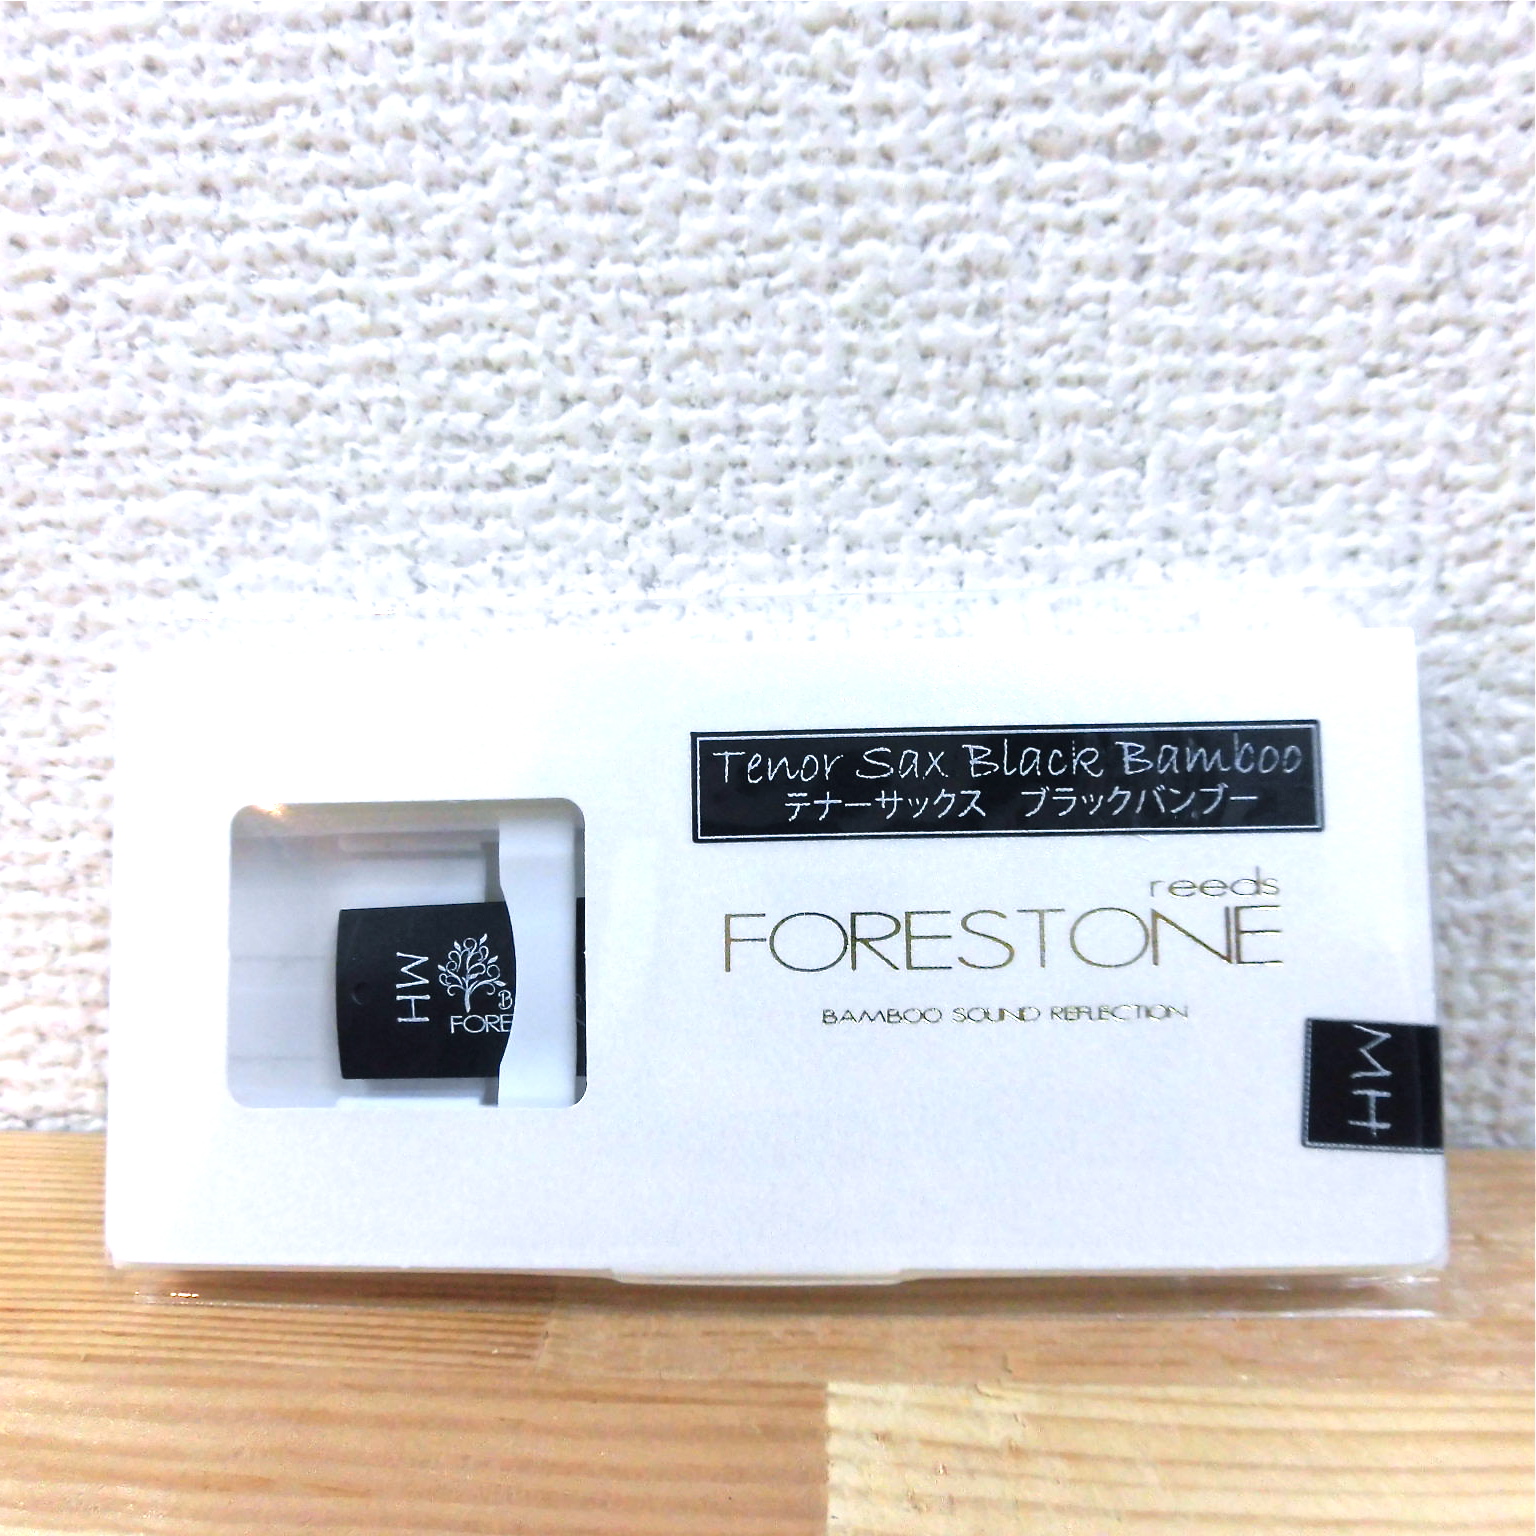 Tenor Sax Black Bamboo
テナーサックス ブラックバンブー
reeds
FORESTONE
BAMBOO SOUND REFLECTION
MH
B
FORE
MH